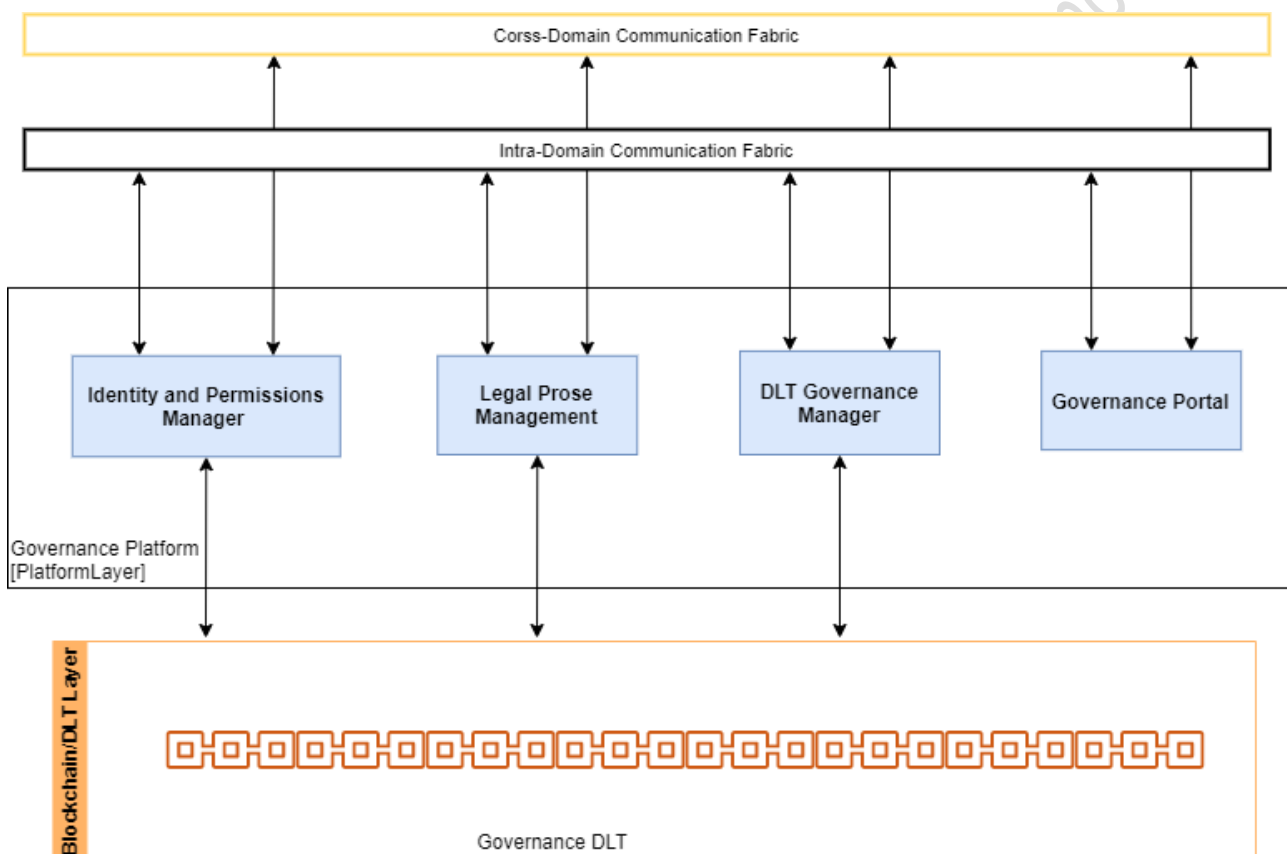 Corss-Domain Communication Fabric
Intra-Domain Communication Fabric
Identity and Permissions
Manager
Legal Prose
Management
DLT Governance
Manager
Governance Portal
Governance Platform
[PlatformLayer]
Blockchain/DLT Layer
Governance DLT